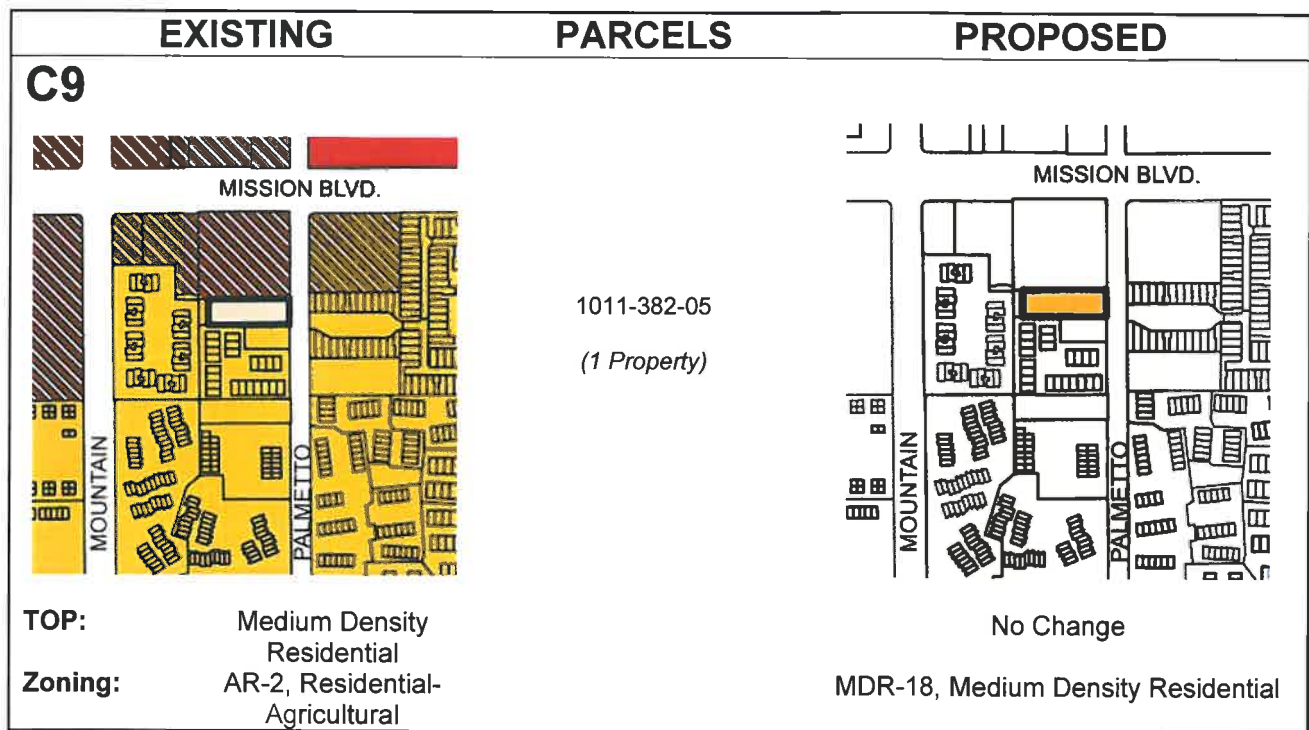 EXISTING PARCELS PROPOSED
C9
MISSION BLVD.
MOUNTAIN
PALMETTO
1011-382-05
(1 Property)
MISSION BLVD.
MOUNTAIN
PALMETTO
TOP: Medium Density
Residential
No Change
Zoning: AR-2, Residential-
Agricultural
MDR-18, Medium Density Residential